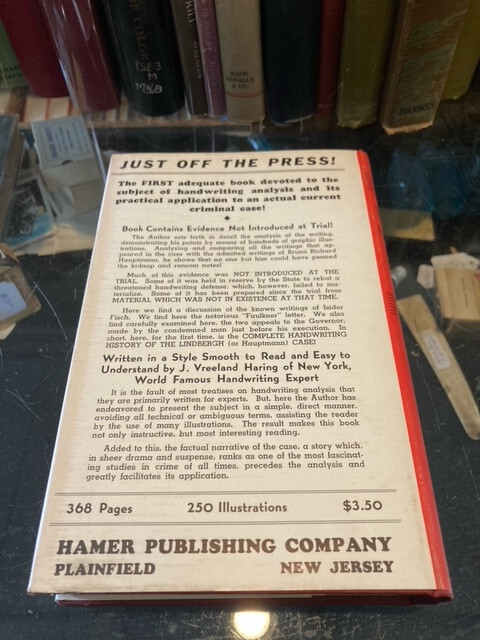 1SE3
M
JUST OFF THE PRESS!
The FIRST adequate book devoted to the
subject of handwriting analysis and its
practical application to an actual current
criminal case!
Book Contains Evidence Not Introduced at Trial!
The Author sets forth in detail the analysis of the writing,
demonstrating his points by means of hundreds of graphic illus-
trations. Analyzing and comparing all the writings that ap-
peared in the case with the admitted writings of Bruno Richard
Hauptmann, he shows that no one but him could have penned
the kidnap and ransom notes!
Much of this evidence was NOT INTRODUCED AT THE
TRIAL. Some of it was held in reserve by the State to rebut a
threatened handwriting defense, which, however, failed to ma-
terialize. Some of it has been prepared since the trial from
MATERIAL WHICH WAS NOT IN EXISTENCE AT THAT TIME.
Here we find a discussion of the known writings of Isidor
Fisch. We find here the notorious "Faulkner" letter. We also
find carefully examined here, the two appeals to the Governor,
made by the condemned man just before his execution. In
short, here, for the first time, is the COMPLETE HANDWRITING
HISTORY OF THE LINDBERGH (or Hauptmann) CASE!
Written in a Style Smooth to Read and Easy to
Understand by J. Vreeland Haring of New York,
World Famous Handwriting Expert
It is the fault of most treatises on handwriting analysis that
they are primarily written for experts. But, here the Author has
endeavored to present the subject in a simple, direct manner,
avoiding all technical or ambiguous terms, assisting the reader
by the use of many illustrations. The result makes this book
not only instructive, but most interesting reading.
Added to this, the factual narrative of the case, a story which,
in sheer drama and suspense, ranks as one of the most fascinat-
ing studies in crime of all times, precedes the analysis and
greatly facilitates its application.
368 Pages 250 Illustrations $3.50
HAMER PUBLISHING COMPANY
PLAINFIELD NEW JERSEY